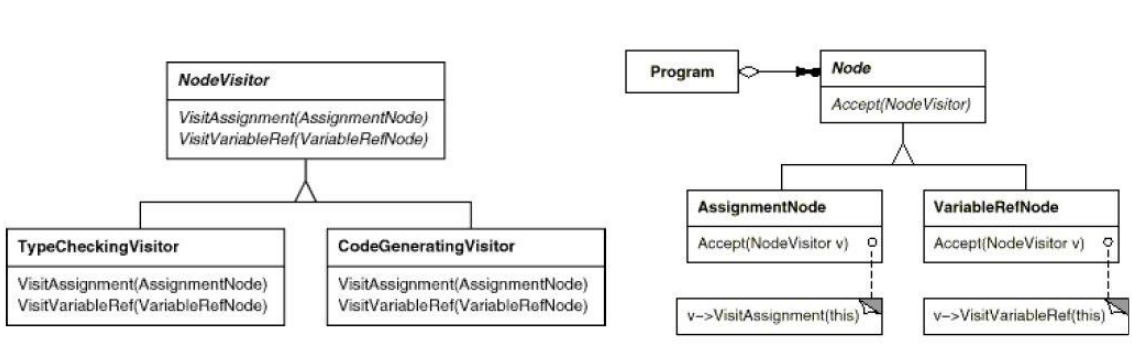 NodeVisitor
VisitAssignment(AssignmentNode)
VisitVariableRef(VariableRefNode)
TypeCheckingVisitor
VisitAssignment(AssignmentNode)
VisitVariableRef(VariableRefNode)
CodeGeneratingVisitor
VisitAssignment(AssignmentNode)
VisitVariableRef(VariableRefNode)
Program
Node
Accept(NodeVisitor)
AssignmentNode
Accept(NodeVisitor v)
v->VisitAssignment(this)
VariableRefNode
Accept(NodeVisitor v)
v->VisitVariableRef(this)